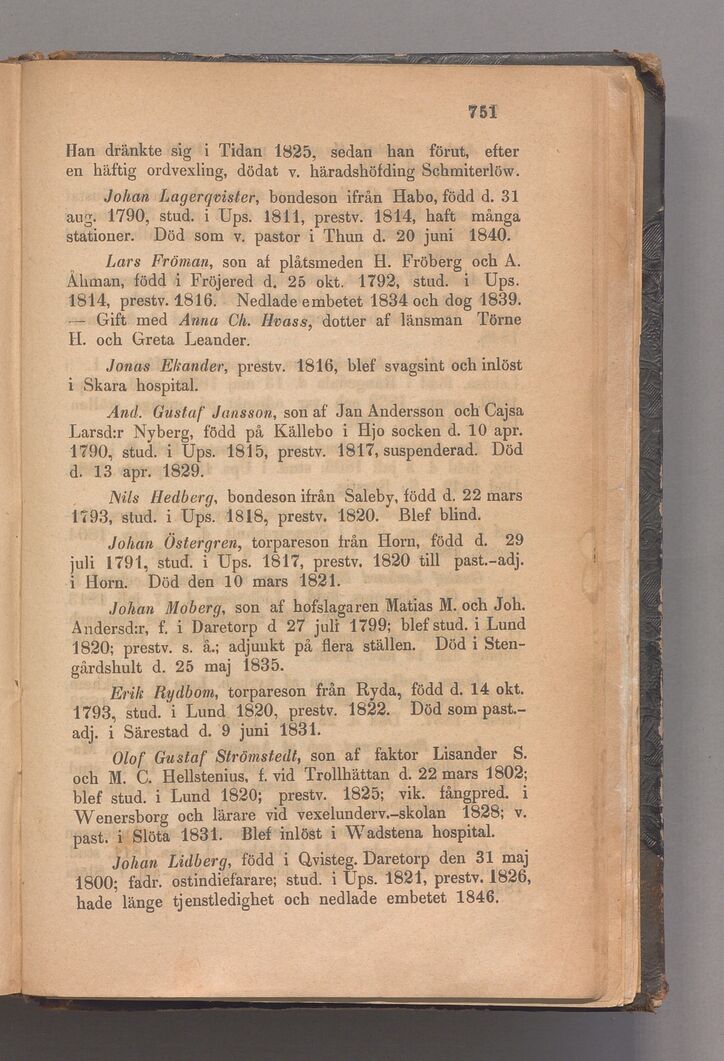 751
Han dränkte sig i Tidan 1825, sedan han förut, efter
en häftig ordvexling, dödat v. häradshöfding Schmiterlöw.
Johan Lagerqvister, bondeson ifrån Habo, född d. 31
aug. 1790, stud. i Ups. 1811, prestv. 1814, haft många
stationer. Död som v. pastor i Thun d. 20 juni 1840.
Lars Fröman, son af plåtsmeden H. Fröberg och A.
Åhman, född i Fröjered d. 25 okt. 1792, stud. i Ups.
1814, prestv. 1816. Nedlade embetet 1834 och dog 1839.
— Gift med Anna Ch. Hvass, dotter af länsman Törne
H. och Greta Leander.
Jonas Ekander, prestv. 1816, blef svagsint och inlöst
i Skara hospital.
And. Gustaf Jansson, son af Jan Andersson och Cajsa
Larsd:r Nyberg, född på Källebo i Hjo socken d. 10 apr.
1790, stud. i Ups. 1815, prestv. 1817, suspenderad. Död
d. 13 apr. 1829.
Nils Hedberg, bondeson ifrån Saleby, född d. 22 mars
1793, stud. i Ups. 1818, prestv. 1820. Blef blind.
Johan Östergren, torpareson från Horn, född d. 29
juli 1791, stud. i Ups. 1817, prestv. 1820 till past.-adj.
i Horn. Död den 10 mars 1821.
Johan Moberg, son af hofslagaren Matias M. och Joh.
Andersd:r, f. i Daretorp d 27 juli 1799; blef stud. i Lund
1820; prestv. s. å.; adjunkt på flera ställen. Död i Sten-
gårdshult d. 25 maj 1835.
Erik Rydbom, torpareson från Ryda, född d. 14 okt.
1793, stud. i Lund 1820, prestv. 1822. Död som past.-
adj. i Särestad d. 9 juni 1831.
Olof Gustaf Strömstedt, son af faktor Lisander S.
och M. C. Hellstenius, f. vid Trollhättan d. 22 mars 1802;
blef stud. i Lund 1820; prestv. 1825; vik. fångpred. i
Wenersborg och lärare vid vexelunderv.-skolan 1828; v.
past. i Slöta 1831. Blef inlöst i Wadstena hospital.
Johan Lidberg, född i Qvisteg. Daretorp den 31 maj
1800; fadr. ostindiefarare; stud. i Ups. 1821, prestv. 1826,
hade länge tjenstledighet och nedlade embetet 1846.